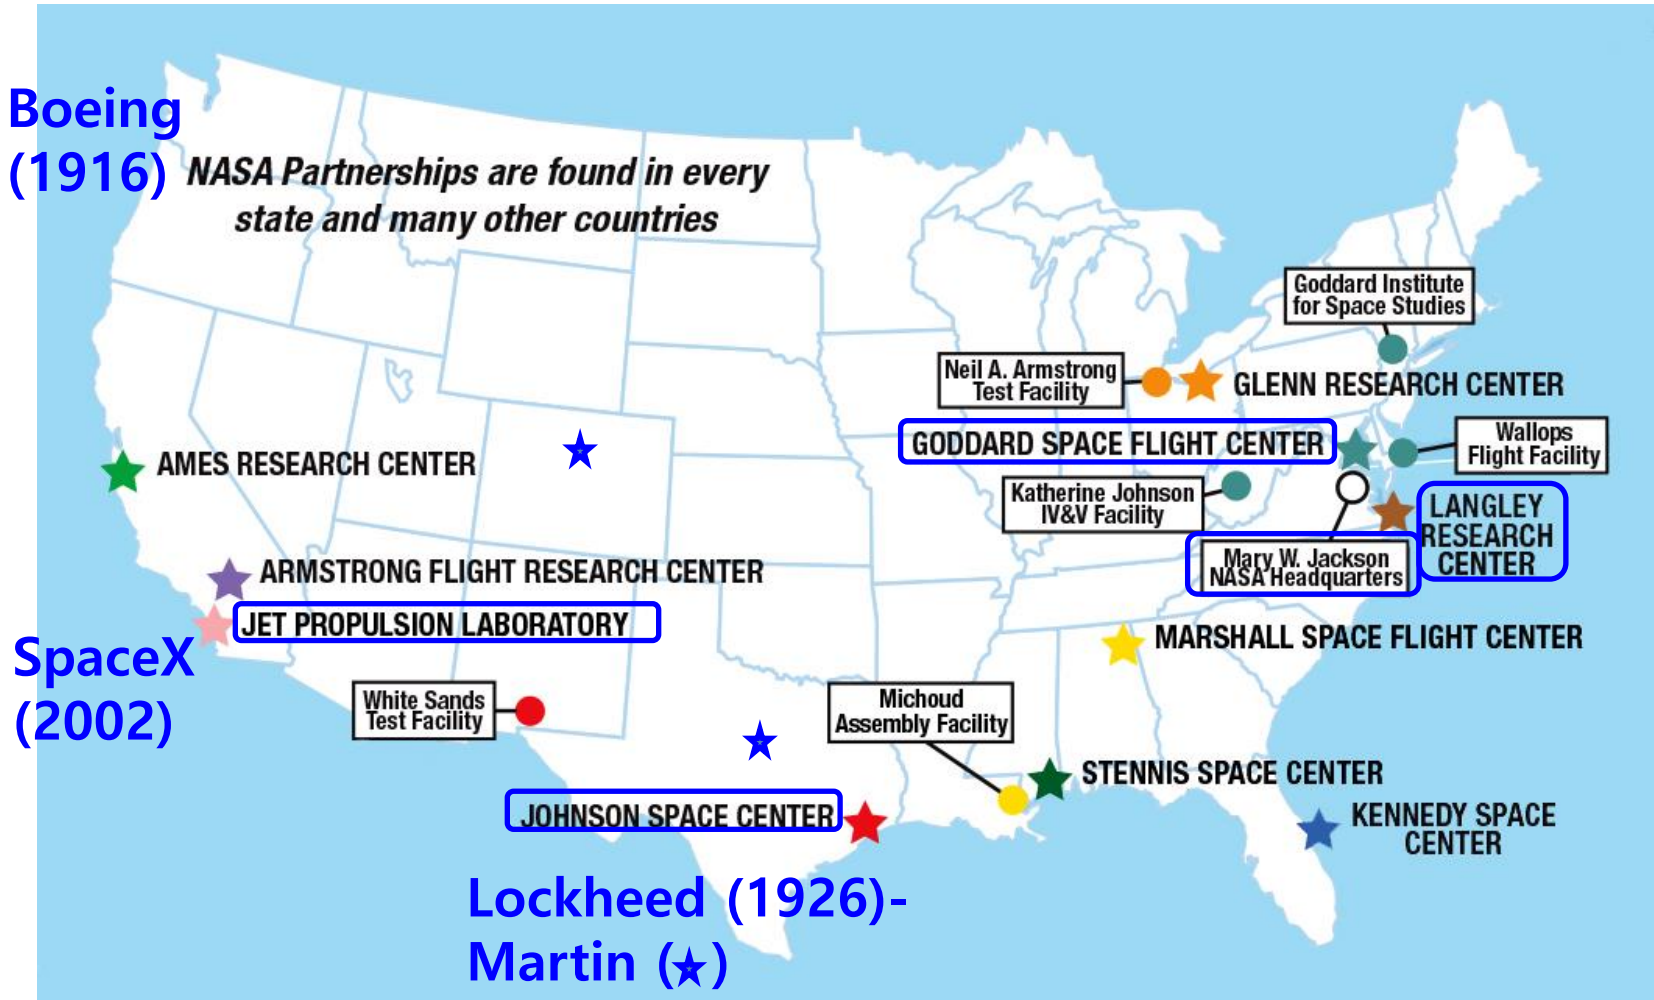 Boeing
(1916)
NASA Partnerships are found in every
state and many other countries
Goddard Institute
for Space Studies
Neil A. Armstrong
Test Facility
GLENN RESEARCH CENTER
GODDARD SPACE FLIGHT CENTER
Wallops
Flight Facility
AMES RESEARCH CENTER
Katherine Johnson
IV&V Facility
LANGLEY
RESEARCH
CENTER
Mary W. Jackson
NASA Headquarters
ARMSTRONG FLIGHT RESEARCH CENTER
JET PROPULSION LABORATORY
SpaceX
(2002)
MARSHALL SPACE FLIGHT CENTER
White Sands
Test Facility
Michoud
Assembly Facility
STENNIS SPACE CENTER
JOHNSON SPACE CENTER
KENNEDY SPACE
CENTER
Lockheed (1926)-
Martin (☆)